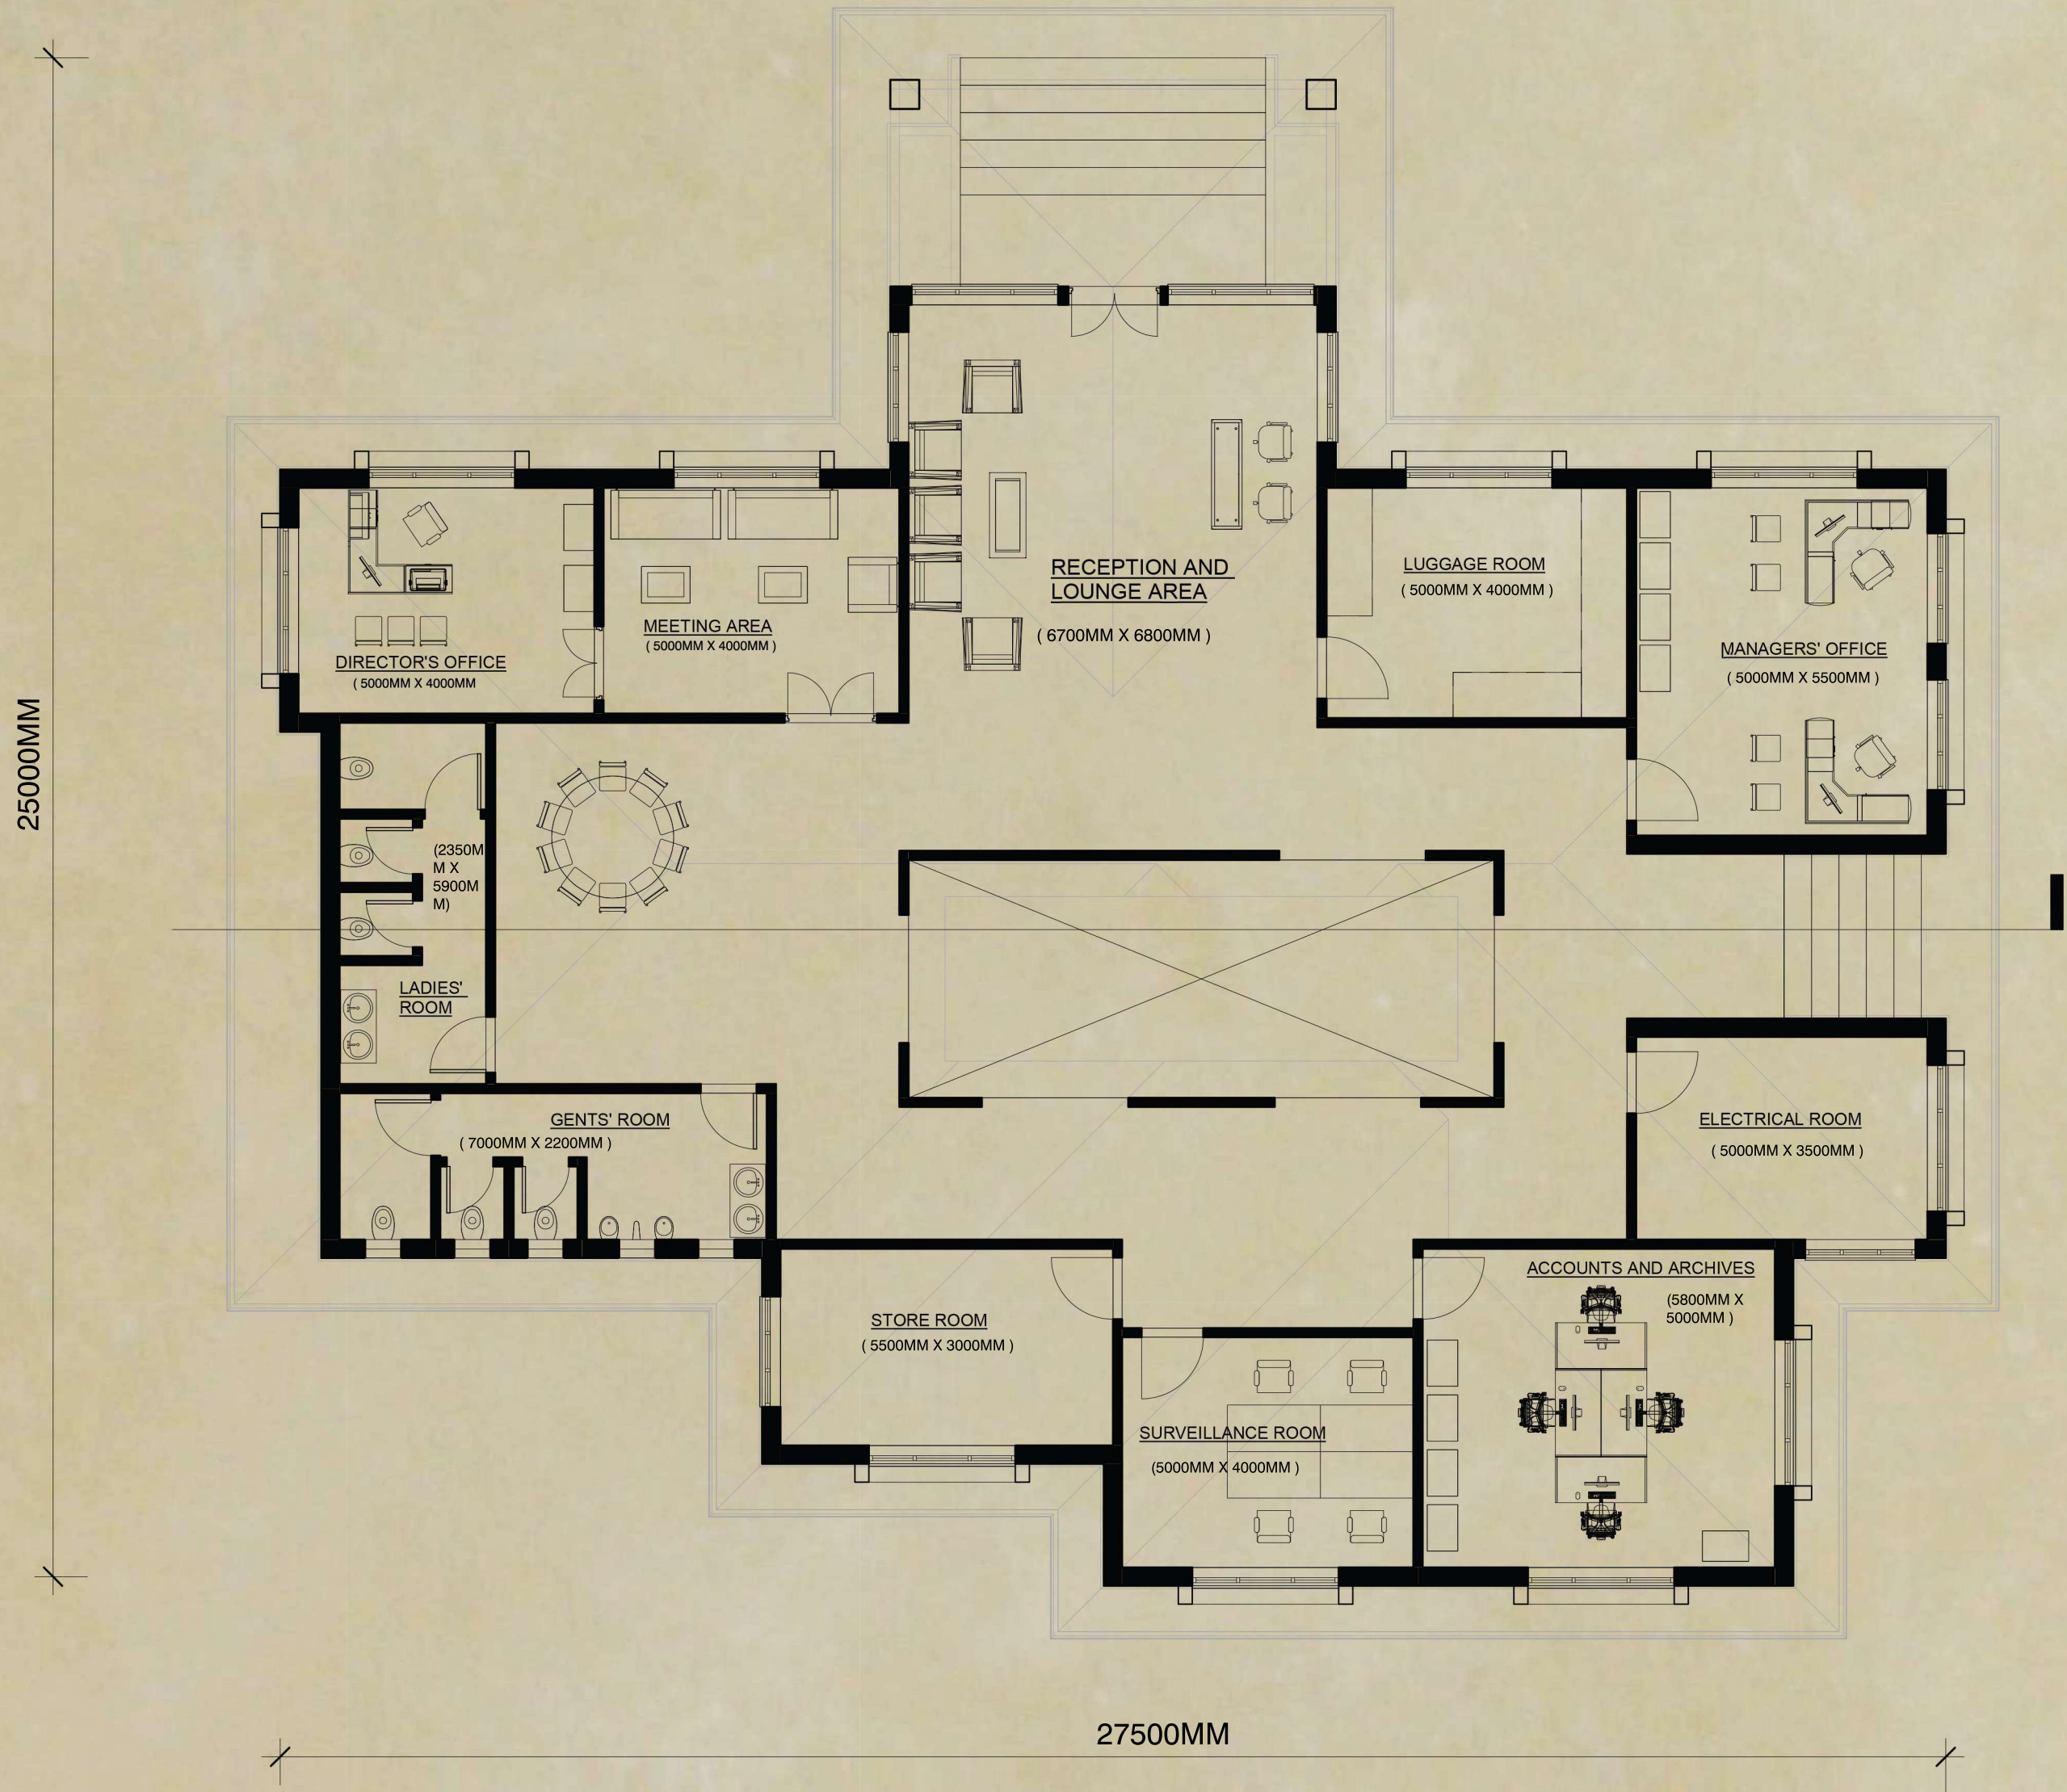 RECEPTION AND
LOUNGE AREA
( 6700MM X 6800MM )
LUGGAGE ROOM
( 5000MM X 4000MM )
MEETING AREA
( 5000MM X 4000MM )
DIRECTOR'S OFFICE
( 5000MM X 4000MM
MANAGERS' OFFICE
( 5000MM X 5500MM )
25000MM
(2350M
M X
5900M
M)
LADIES'
ROOM
GENTS' ROOM
( 7000MM X 2200MM )
ELECTRICAL ROOM
( 5000MM X 3500MM )
STORE ROOM
( 5500MM X 3000MM )
ACCOUNTS AND ARCHIVES
(5800MM X
5000MM )
SURVEILLANCE ROOM
(5000MM X 4000MM )
27500MM